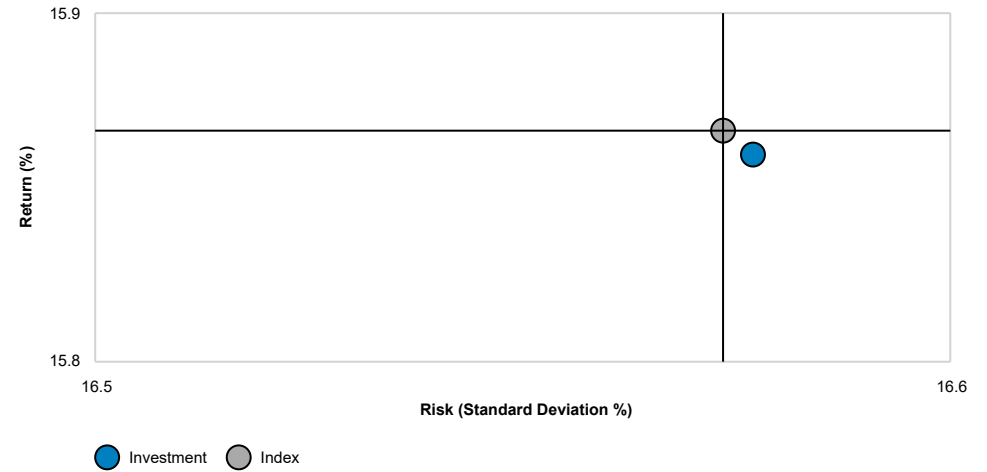 15.9
Return (%)
15.8
16.5
16.6
Risk (Standard Deviation %)
Investment
Index